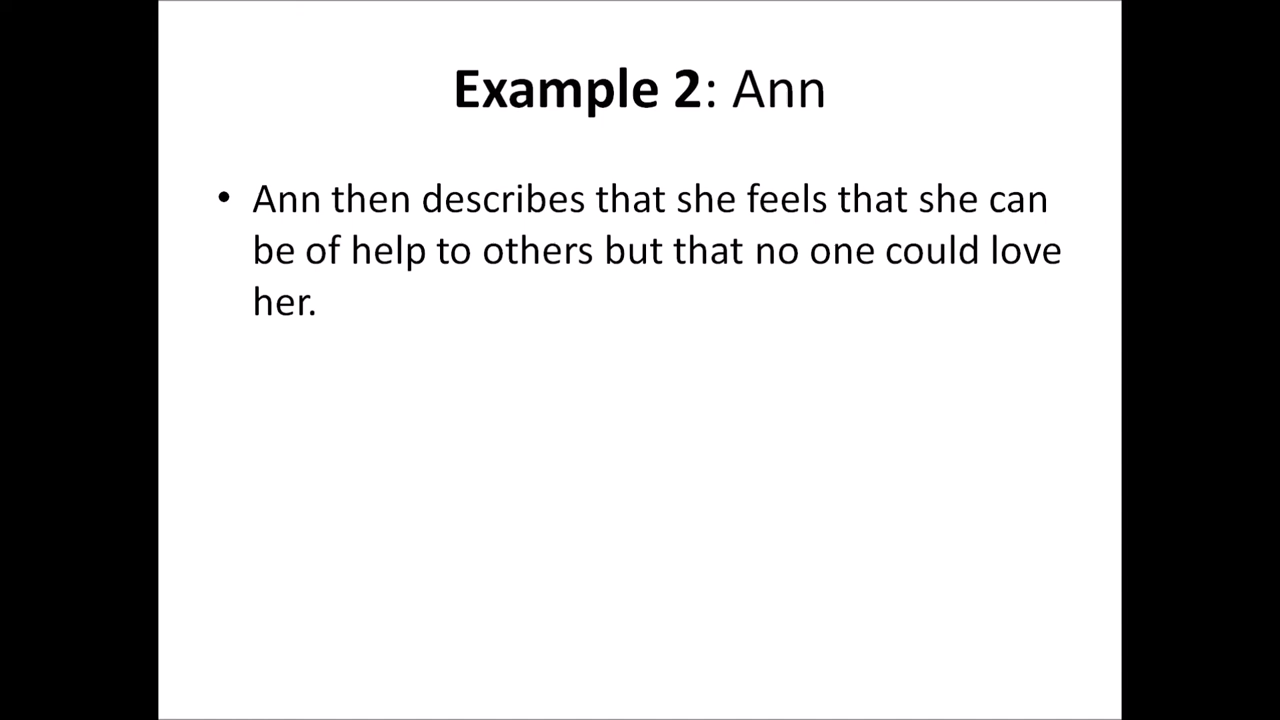 Example 2: Ann
• Ann then describes that she feels that she can
be of help to others but that no one could love
her.